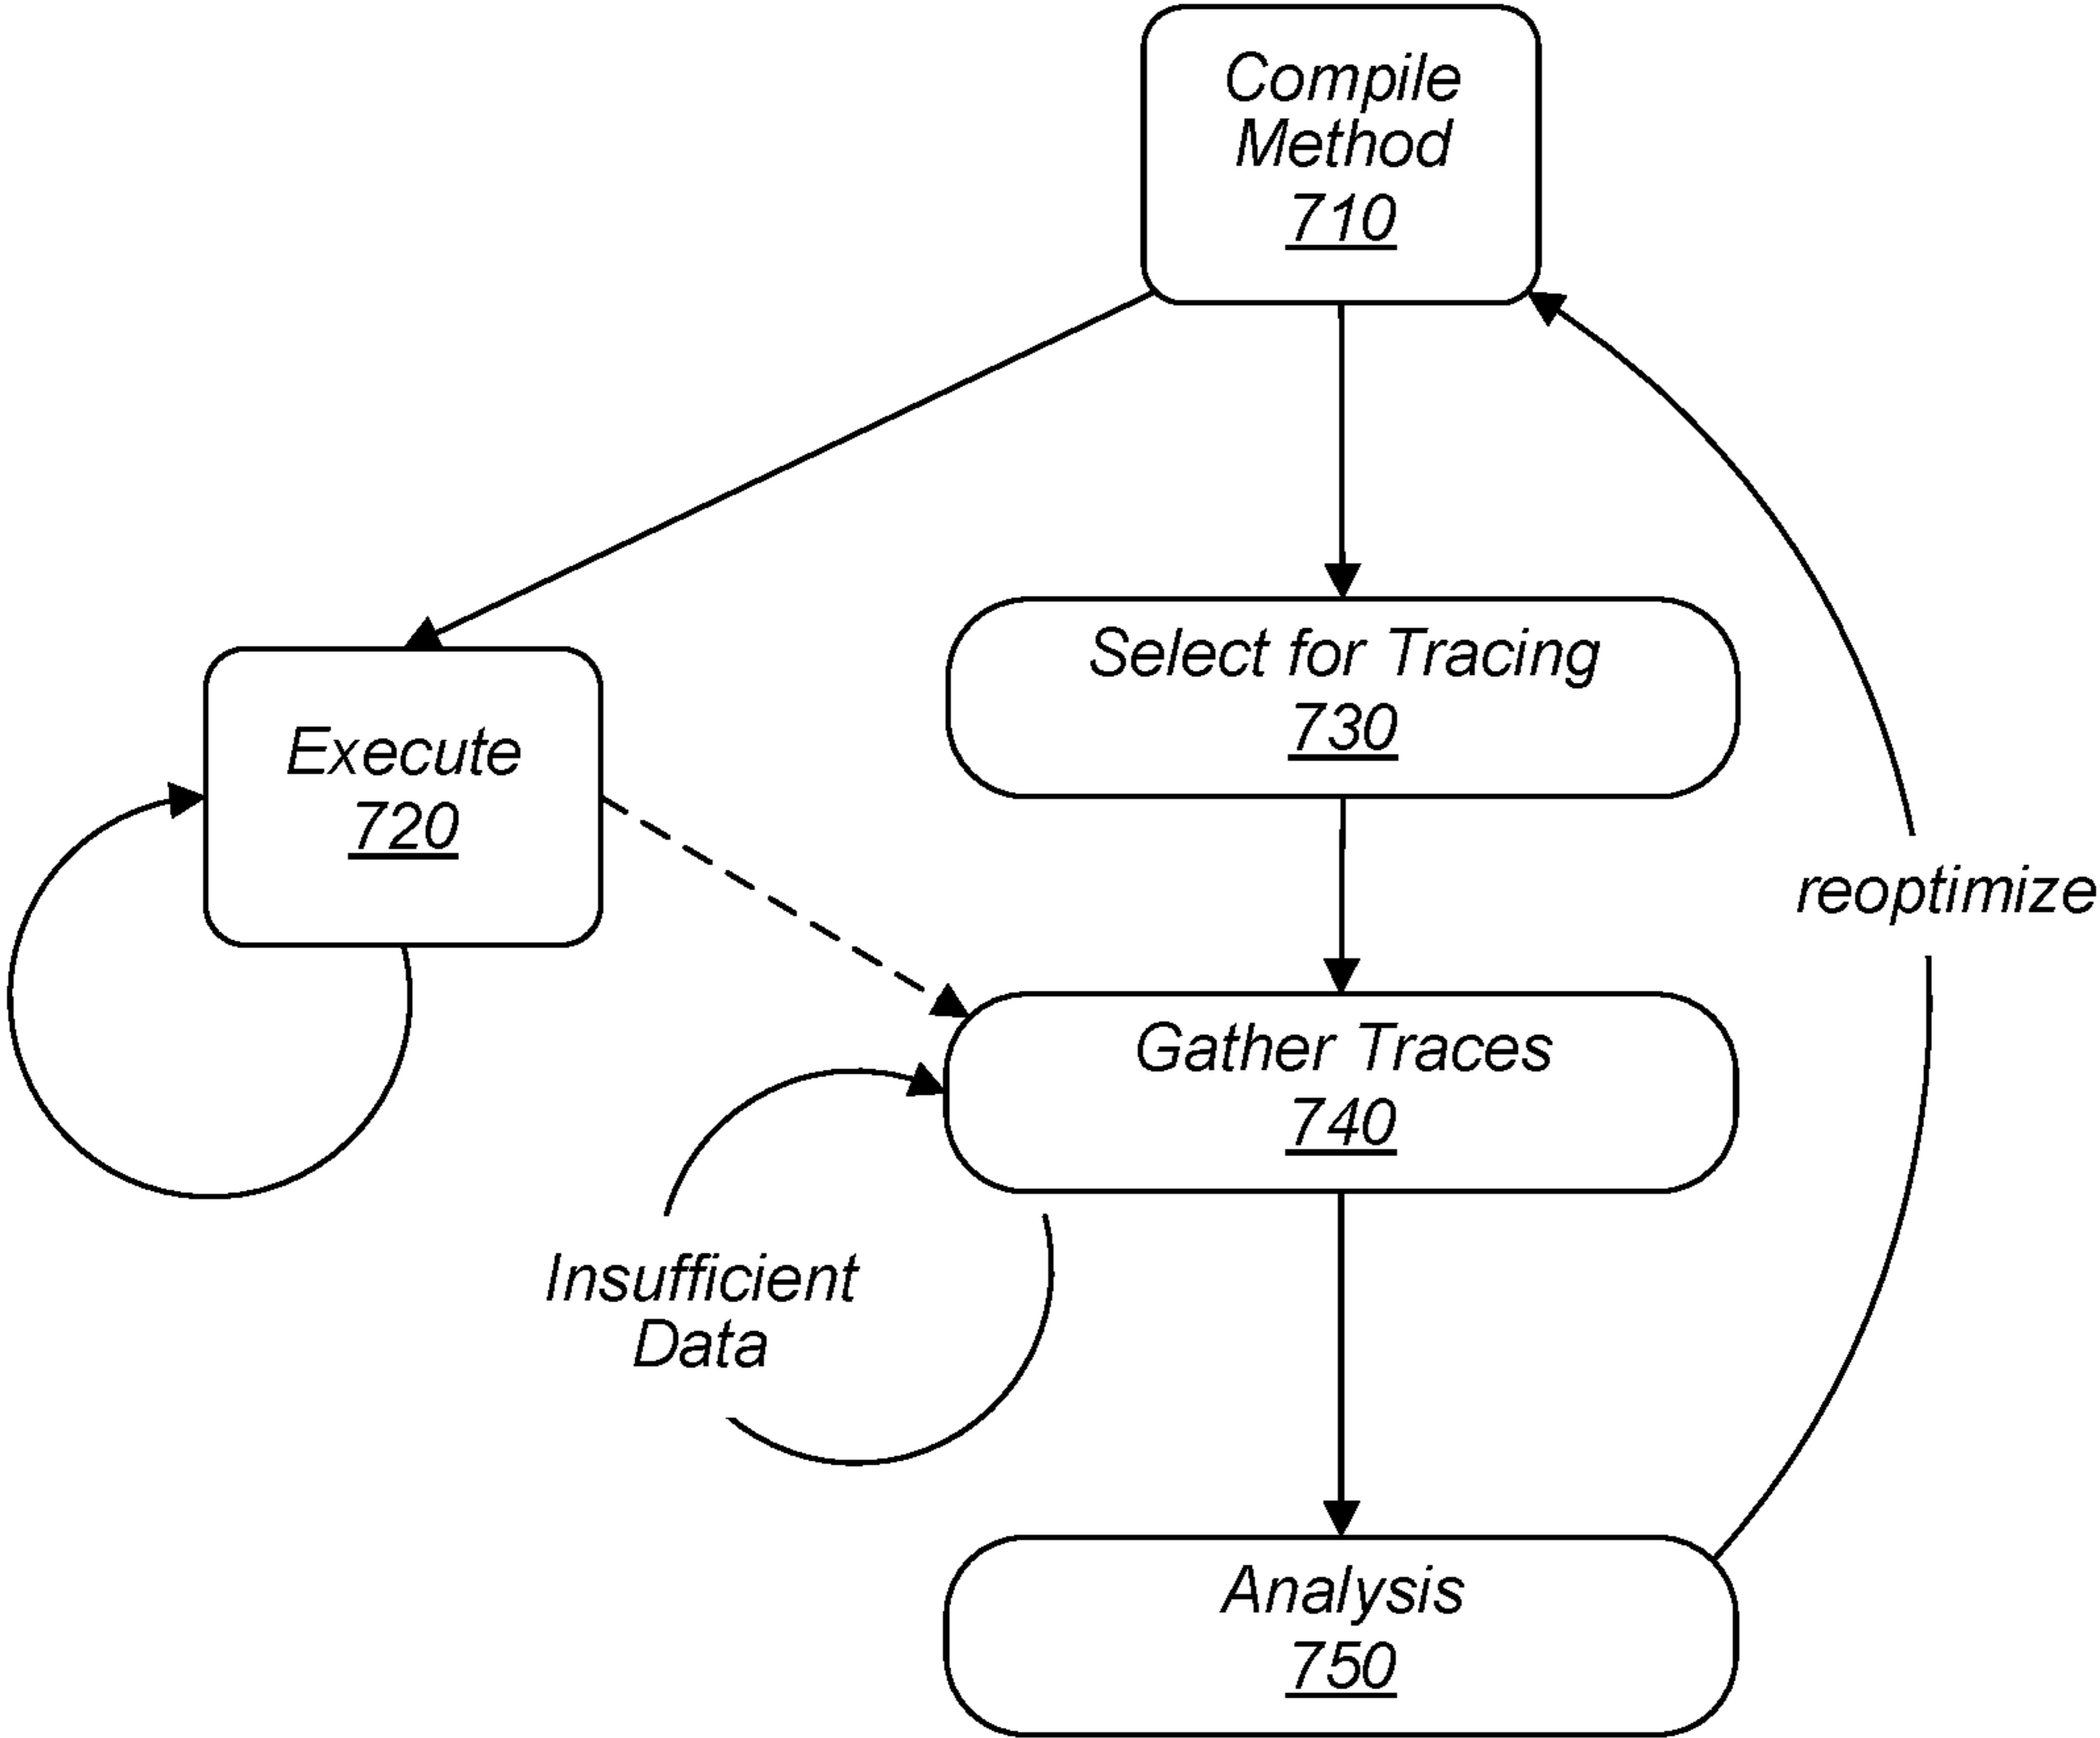 Compile
Method
710
Select for Tracing
730
Execute
720
reoptimize
Gather Traces
740
Insufficient
Data
Analysis
750